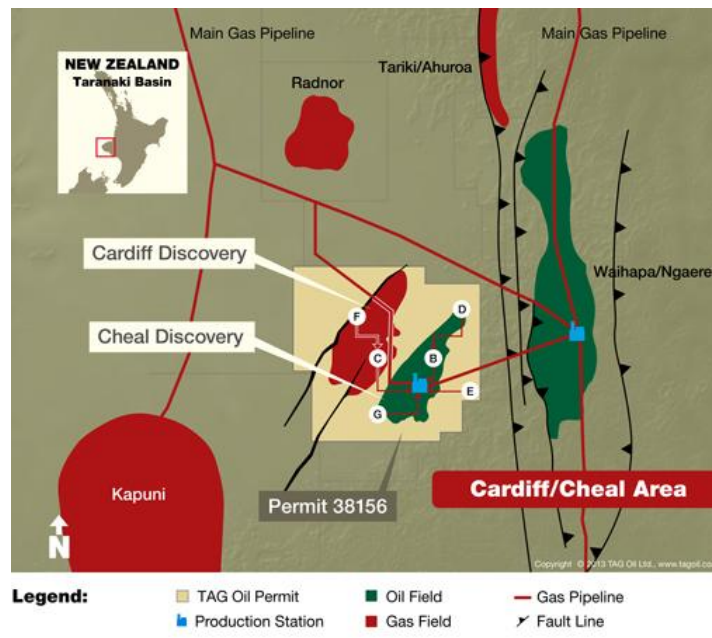 Main Gas Pipeline
Main Gas Pipeline
NEW ZEALAND
Taranaki Basin
Tariki/Ahuroa
Radnor
Cardiff Discovery
Waihapa/Ngaere
D
F
Cheal Discovery
B
C
E
G
Kapuni
Cardiff/Cheal Area
Permit 38156
N
Copyright © 2013 TAG Oil Ltd., www.tagoil.co
Legend:
TAG Oil Permit
Oil Field
Gas Pipeline
Production Station
Gas Field
Fault Line